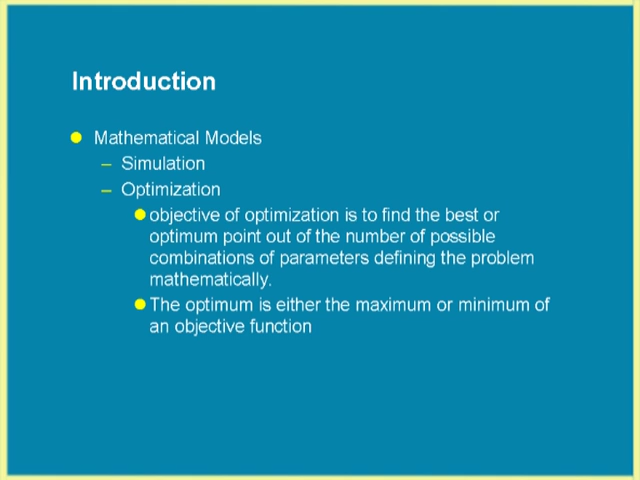 Introduction
Mathematical Models
– Simulation
– Optimization
objective of optimization is to find the best or
optimum point out of the number of possible
combinations of parameters defining the problem
mathematically.
The optimum is either the maximum or minimum of
an objective function